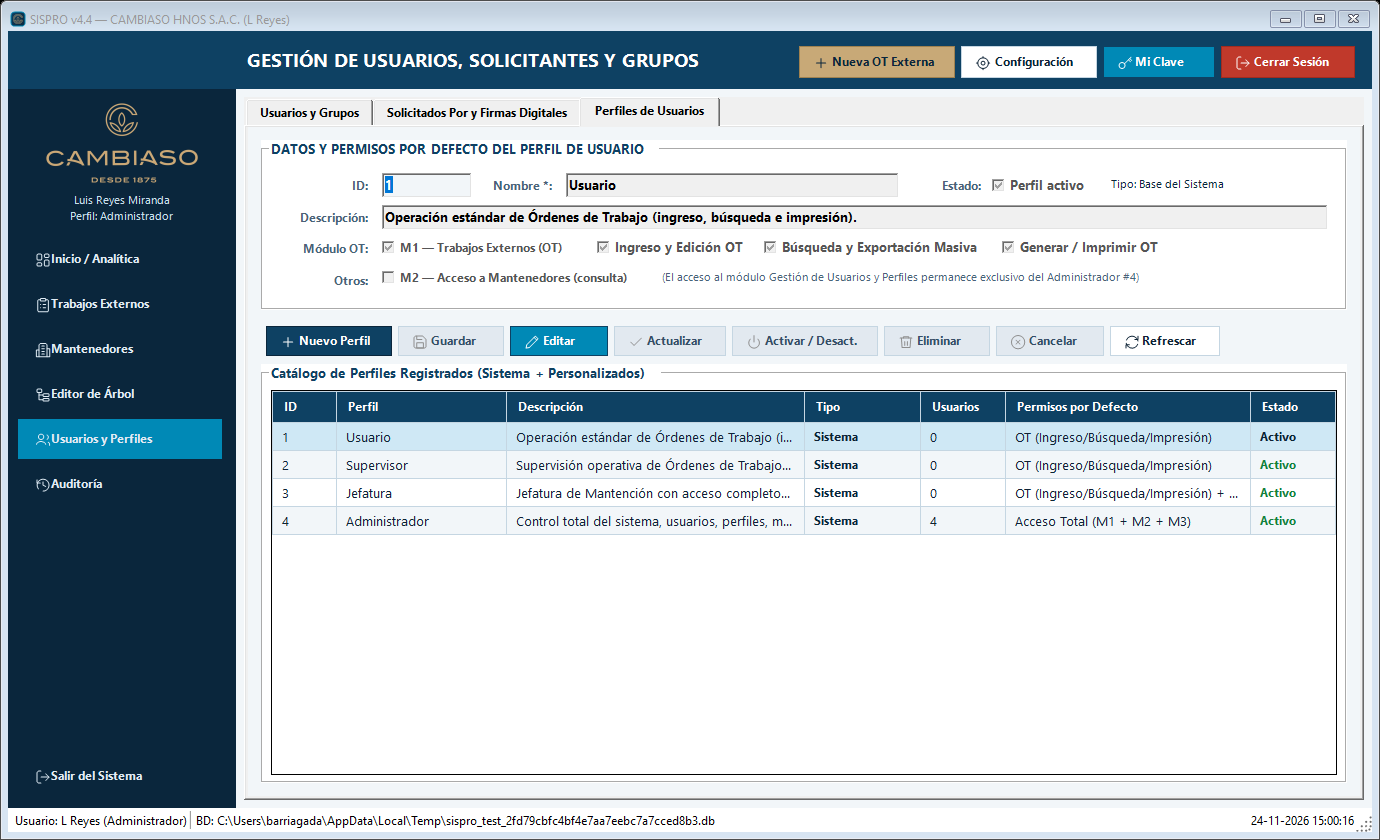 SISPRO v4.4 — CAMBIASO HNOS S.A.C. (L Reyes)
GESTIÓN DE USUARIOS, SOLICITANTES Y GRUPOS
Nueva OT Externa
Configuración
Mi Clave
Cerrar Sesión
CAMBIASO
DESDE 1875
Luis Reyes Miranda
Perfil: Administrador
Inicio / Analítica
Trabajos Externos
Mantenedores
Editor de Árbol
Usuarios y Perfiles
Auditoría
Salir del Sistema
Usuarios y Grupos
Solicitados Por y Firmas Digitales
Perfiles de Usuarios
DATOS Y PERMISOS POR DEFECTO DEL PERFIL DE USUARIO
ID: 1 Nombre *: Usuario Estado: Perfil activo Tipo: Base del Sistema
Descripción: Operación estándar de Órdenes de Trabajo (ingreso, búsqueda e impresión).
Módulo OT: M1 — Trabajos Externos (OT) Ingreso y Edición OT Búsqueda y Exportación Masiva Generar / Imprimir OT
Otros: M2 — Acceso a Mantenedores (consulta) (El acceso al módulo Gestión de Usuarios y Perfiles permanece exclusivo del Administrador #4)
Nuevo Perfil Guardar Editar Actualizar Activar / Desact. Eliminar Cancelar Refrescar
Catálogo de Perfiles Registrados (Sistema + Personalizados)
ID Perfil Descripción Tipo Usuarios Permisos por Defecto Estado
1 Usuario Operación estándar de Órdenes de Trabajo (i... Sistema 0 OT (Ingreso/Búsqueda/Impresión) Activo
2 Supervisor Supervisión operativa de Órdenes de Trabajo... Sistema 0 OT (Ingreso/Búsqueda/Impresión) Activo
3 Jefatura Jefatura de Mantención con acceso completo... Sistema 0 OT (Ingreso/Búsqueda/Impresión) + ... Activo
4 Administrador Control total del sistema, usuarios, perfiles, m... Sistema 4 Acceso Total (M1 + M2 + M3) Activo
Usuario: L Reyes (Administrador) BD: C:\Users\barriagada\AppData\Local\Temp\sispro_test_2fd79cbfc4bf4e7aa7eebc7a7cced8b3.db 24-11-2026 15:00:16